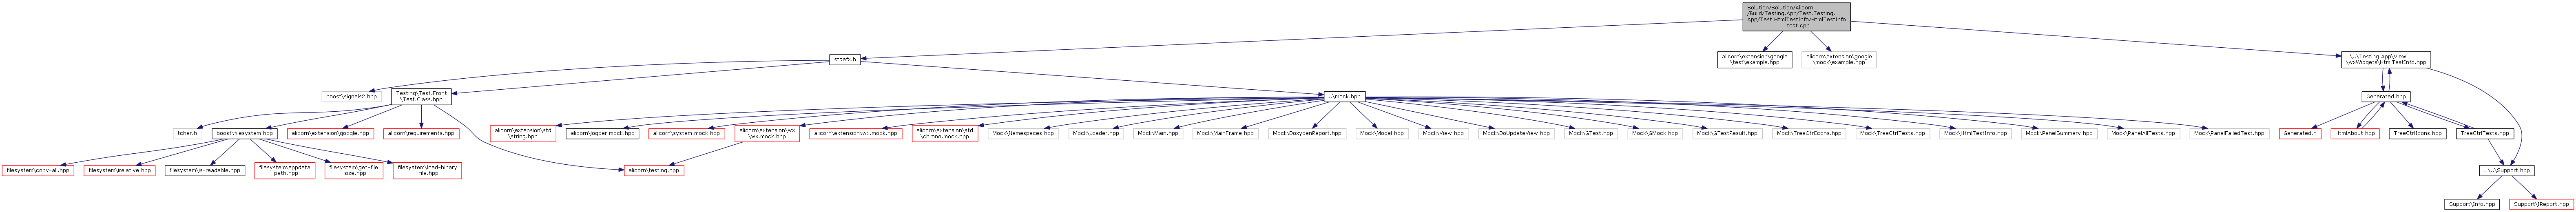 Solution/Solution/Alicorn
/Build/Testing.App/Test.Testing.
App/Test.HtmlTestInfo/HtmlTestInfo
_test.cpp
stdafx.h
alicorn\extension\google
\test\example.hpp
alicorn\extension\google
\mock\example.hpp
..\..\Testing.App\View
\wxWidgets\HtmlTestInfo.hpp
boost\signals2.hpp
Testing\Test.Front
\Test.Class.hpp
..\mock.hpp
Generated.hpp
tchar.h
boost\filesystem.hpp
alicorn\extension\google.hpp
alicorn\requirements.hpp
alicorn\extension\std
\string.hpp
alicorn\logger.mock.hpp
alicorn\system.mock.hpp
alicorn\extension\wx
\wx.mock.hpp
alicorn\extension\wx.mock.hpp
alicorn\extension\std
\chrono.mock.hpp
Mock\Namespaces.hpp
Mock\Loader.hpp
Mock\Main.hpp
Mock\MainFrame.hpp
Mock\DoxygenReport.hpp
Mock\Model.hpp
Mock\View.hpp
Mock\DoUpdateView.hpp
Mock\GTest.hpp
Mock\GMock.hpp
Mock\GTestResult.hpp
Mock\TreeCtrlIcons.hpp
Mock\TreeCtrlTests.hpp
Mock\HtmlTestInfo.hpp
Mock\PanelSummary.hpp
Mock\PanelAllTests.hpp
Mock\PanelFailedTest.hpp
Generated.h
HtmlAbout.hpp
TreeCtrlIcons.hpp
TreeCtrlTests.hpp
filesystem\copy-all.hpp
filesystem\relative.hpp
filesystem\is-readable.hpp
filesystem\appdata
-path.hpp
filesystem\get-file
-size.hpp
filesystem\load-binary
-file.hpp
alicorn\testing.hpp
..\..\Support.hpp
Support\Info.hpp
Support\IReport.hpp